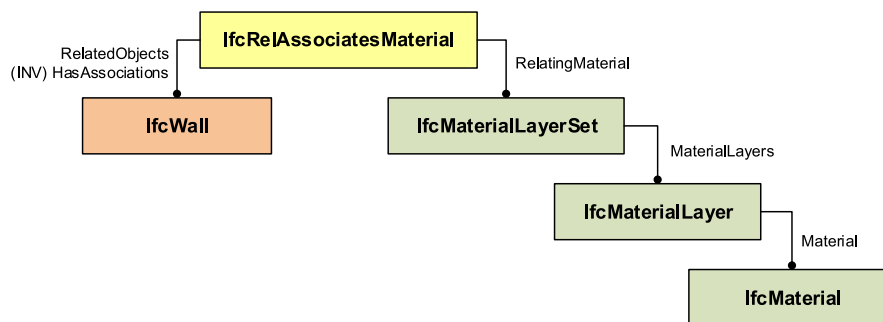 IfcRelAssociatesMaterial
RelatedObjects
(INV) HasAssociations
RelatingMaterial
IfcWall
IfcMaterialLayerSet
MaterialLayers
IfcMaterialLayer
Material
IfcMaterial